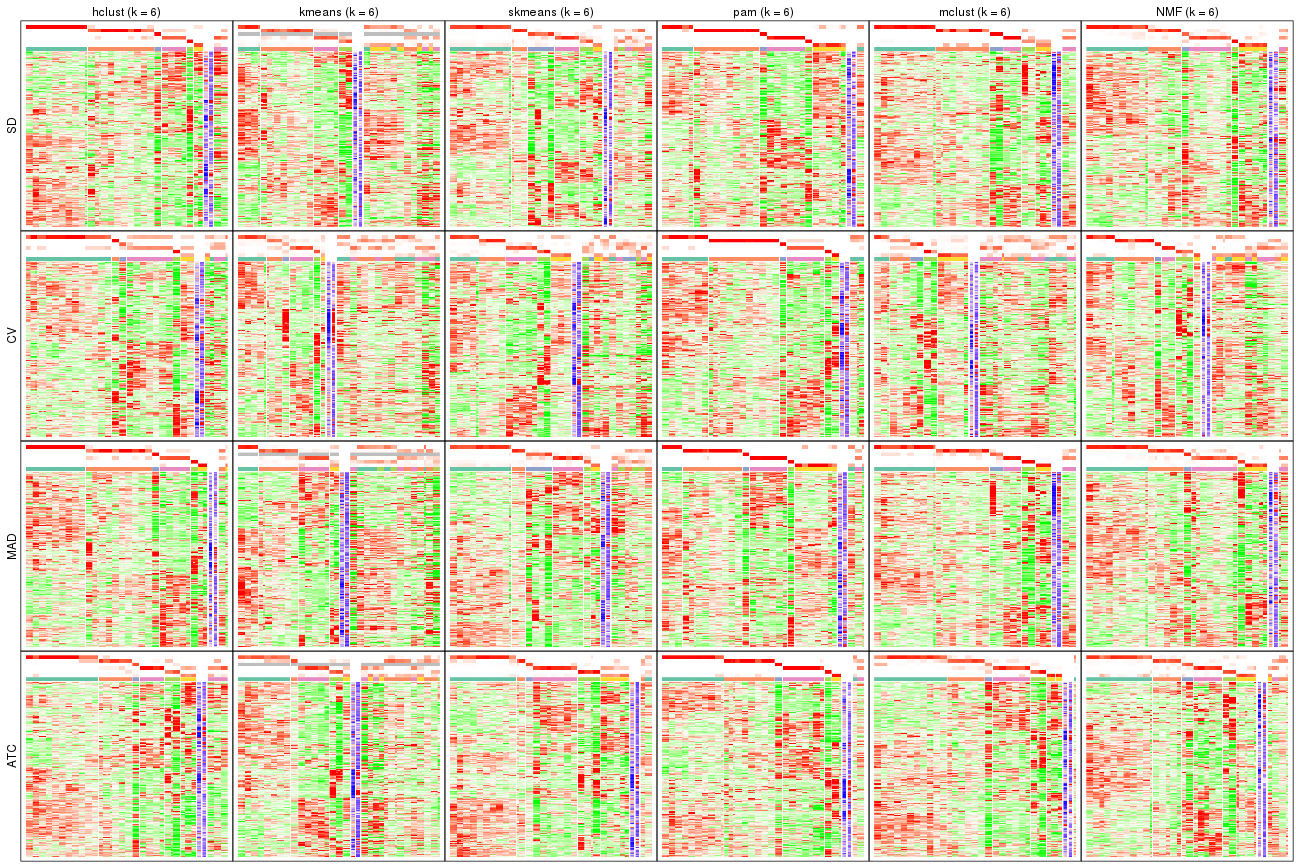 hclust (k = 6) kmeans (k = 6) skmeans (k = 6) pam (k = 6) mclust (k = 6) NMF (k = 6)
SD
CV
MAD
ATC